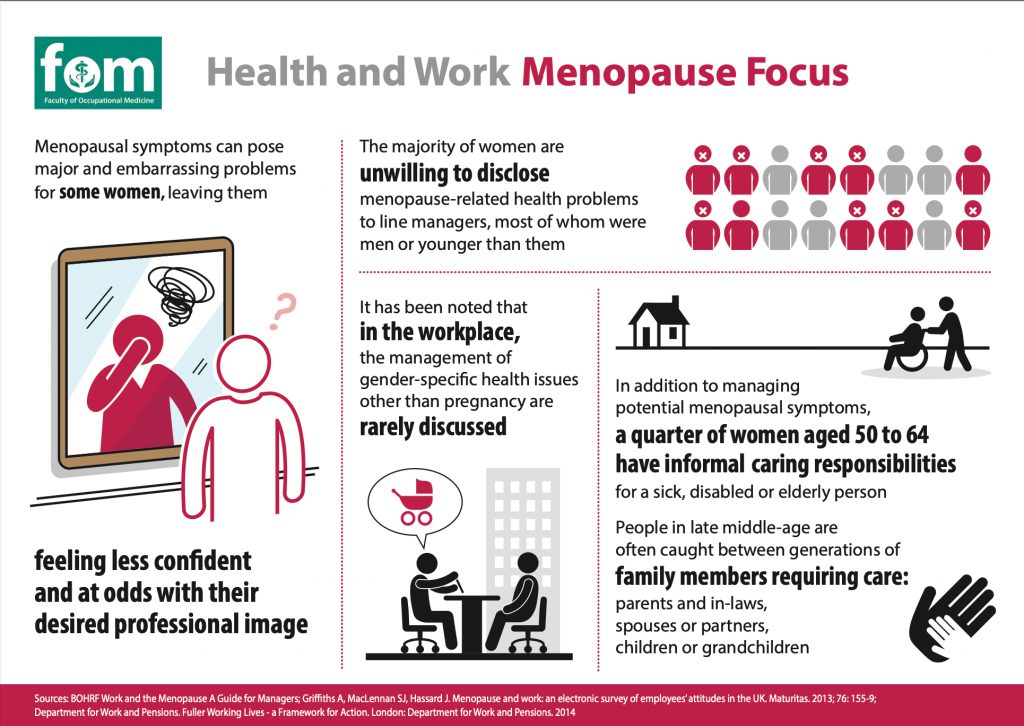 fom
Faculty of Occupational Medicine
Health and Work Menopause Focus
Menopausal symptoms can pose
major and embarrassing problems
for some women, leaving them
?
feeling less confident
and at odds with their
desired professional image
The majority of women are
unwilling to disclose
menopause-related health problems
to line managers, most of whom were
men or younger than them
It has been noted that
in the workplace,
the management of
gender-specific health issues
other than pregnancy are
rarely discussed
In addition to managing
potential menopausal symptoms,
a quarter of women aged 50 to 64
have informal caring responsibilities
for a sick, disabled or elderly person
People in late middle-age are
often caught between generations of
family members requiring care:
parents and in-laws,
spouses or partners,
children or grandchildren
Sources: BOHRF Work and the Menopause A Guide for Managers; Griffiths A, MacLennan SJ, Hassard J. Menopause and work: an electronic survey of employees' attitudes in the UK. Maturitas. 2013; 76: 155-9;
Department for Work and Pensions. Fuller Working Lives - a Framework for Action. London: Department for Work and Pensions. 2014